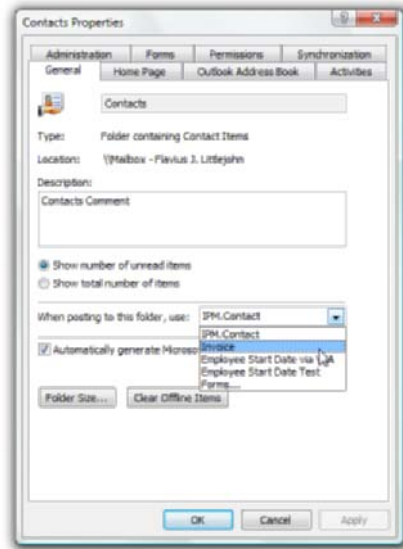 Contacts Properties
Administration Forms Permissions Synchronization
General Home Page Outlook Address Book Activities
Contacts
Type: Folder containing Contact Items
Location: \\Mailbox - Flavius J. Littlejohn
Description:
Contacts Comment
Show number of unread items
Show total number of items
When posting to this folder, use: IPM.Contact
IPM.Contact
Invoice
Automatically generate Microso
Employee Start Date via
Employee Start Date Test
Forms...
Folder Size... Clear Offline Items
OK Cancel Apply